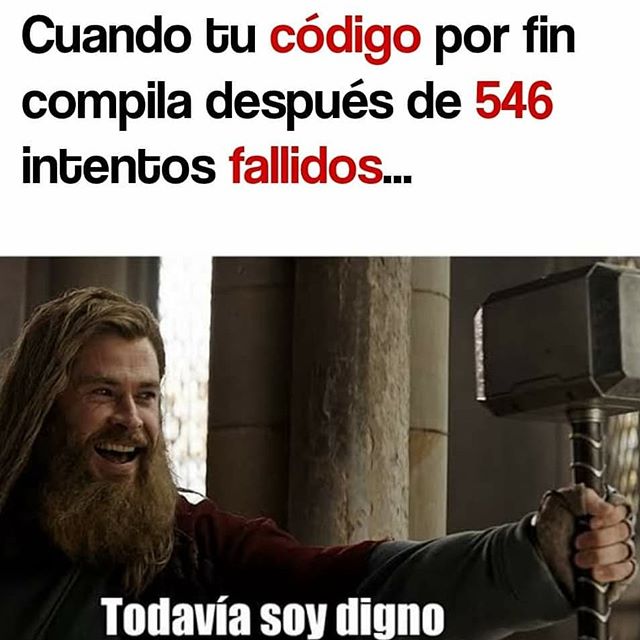 Cuando tu código por fin
compila después de 546
intentos fallidos...
Todavía soy digno